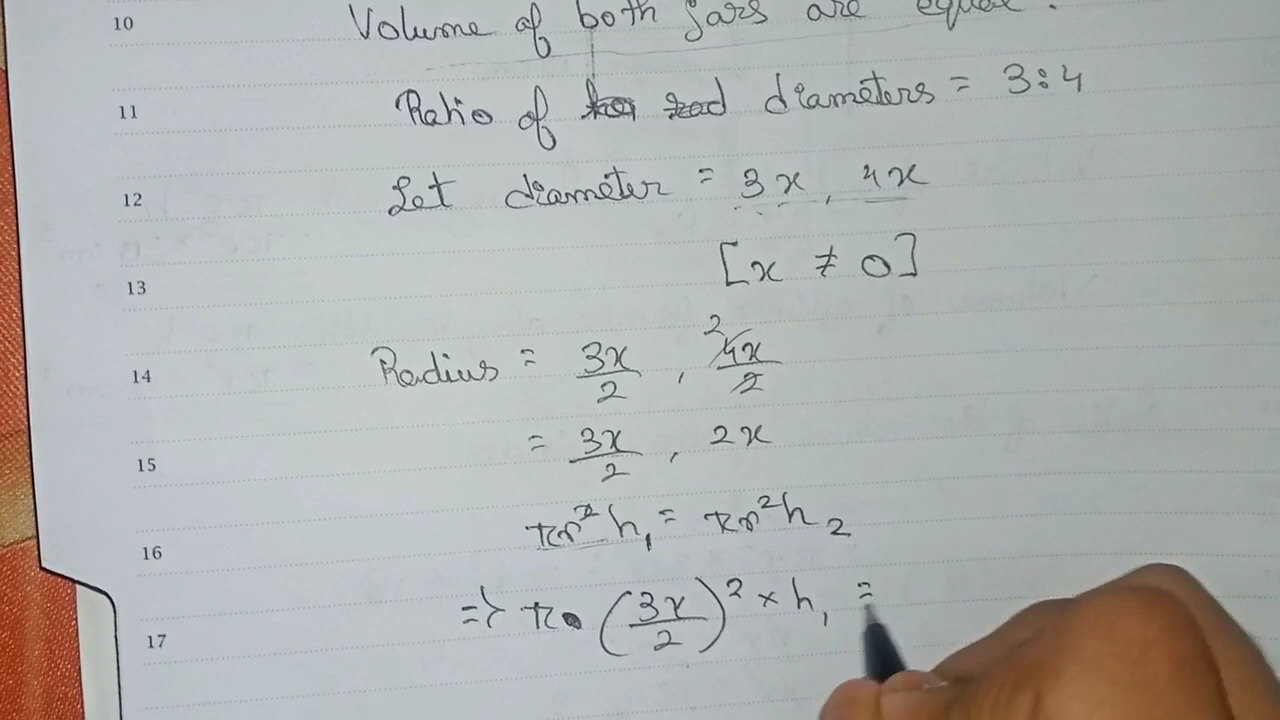 10 Volume of both jars are equal.
11 Ratio of diameters = 3:4
12 Let diameter = 3x, 4x
13 [x ≠ 0]
14 Radius = 3x/2, 2 4x/2
15 = 3x/2, 2x
16 πr²h₁ = πr²h₂
17 => π (3x/2)² × h₁ =